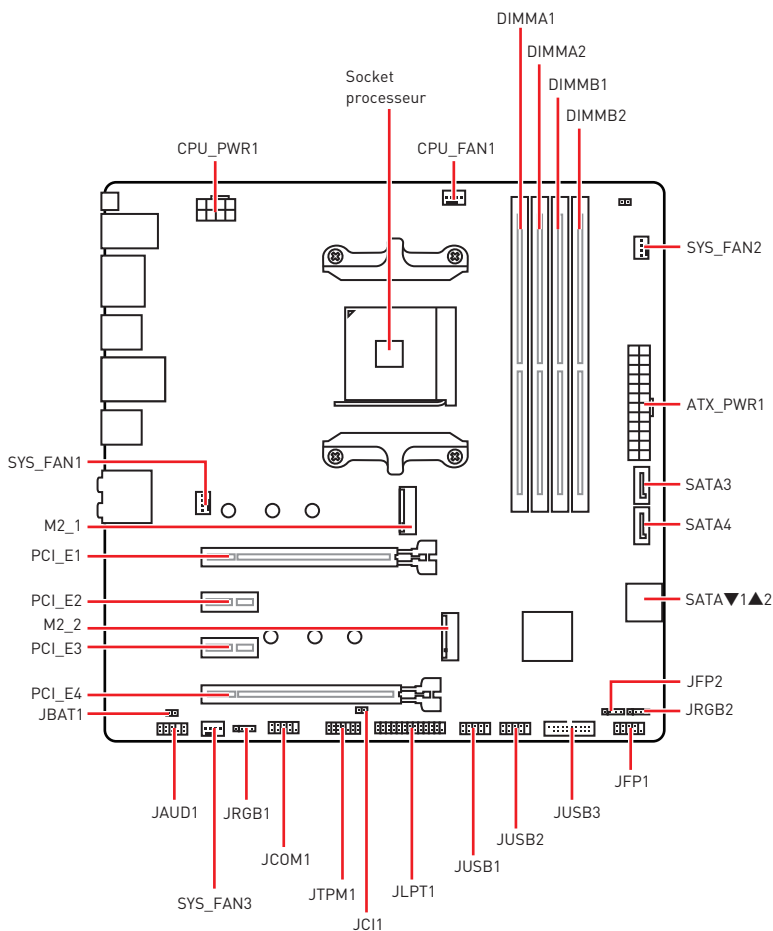 DIMMA1
DIMMA2
Socket
processeur
DIMMB1
DIMMB2
CPU_PWR1
CPU_FAN1
SYS_FAN2
ATX_PWR1
SYS_FAN1
SATA3
M2_1
SATA4
PCI_E1
PCI_E2
SATA▼1▲2
M2_2
PCI_E3
JFP2
PCI_E4
JBAT1
JRGB2
JFP1
JAUD1
JRGB1
JUSB3
JUSB2
JCOM1
JUSB1
JTPM1
JLPT1
SYS_FAN3
JCI1